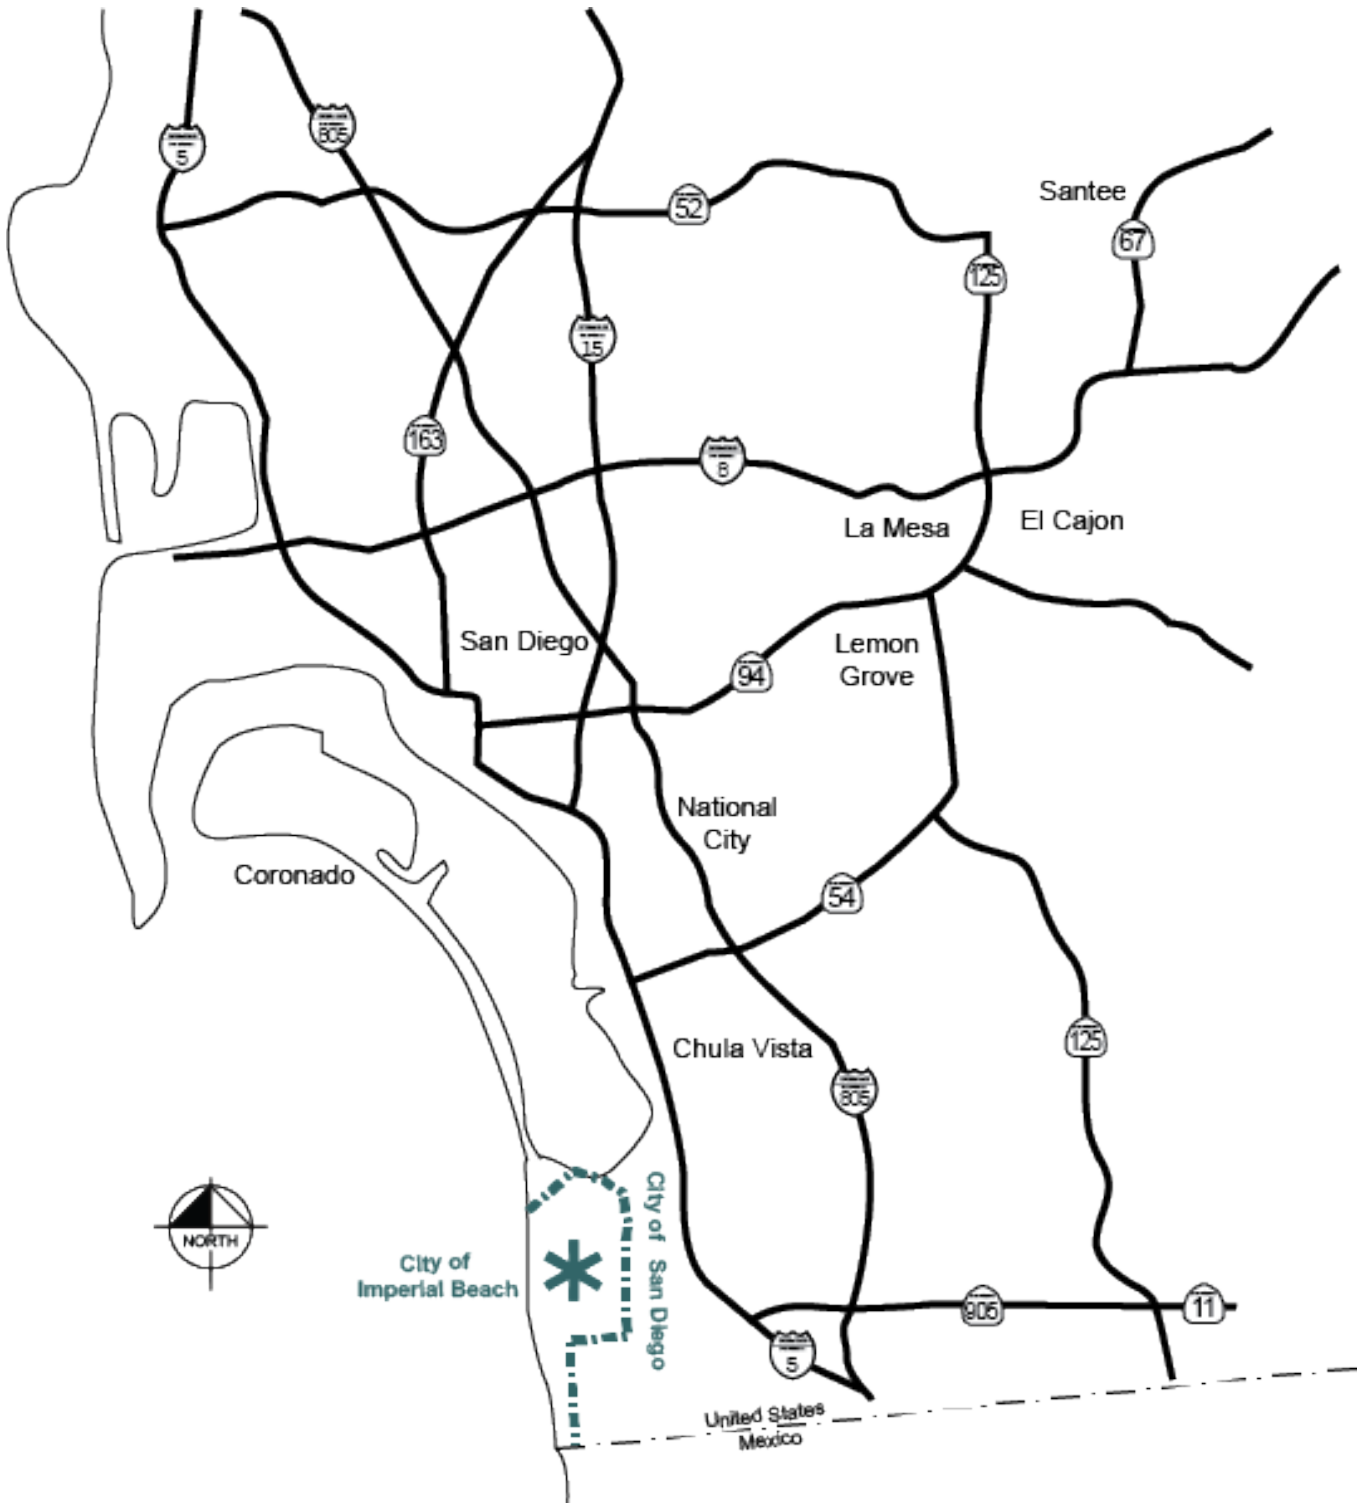 805
5
Santee
52
67
125
15
163
8
La Mesa
El Cajon
San Diego
Lemon
Grove
94
National
City
Coronado
54
Chula Vista
125
805
City of San Diego
NORTH
City of
Imperial Beach
905
11
5
United States
Mexico